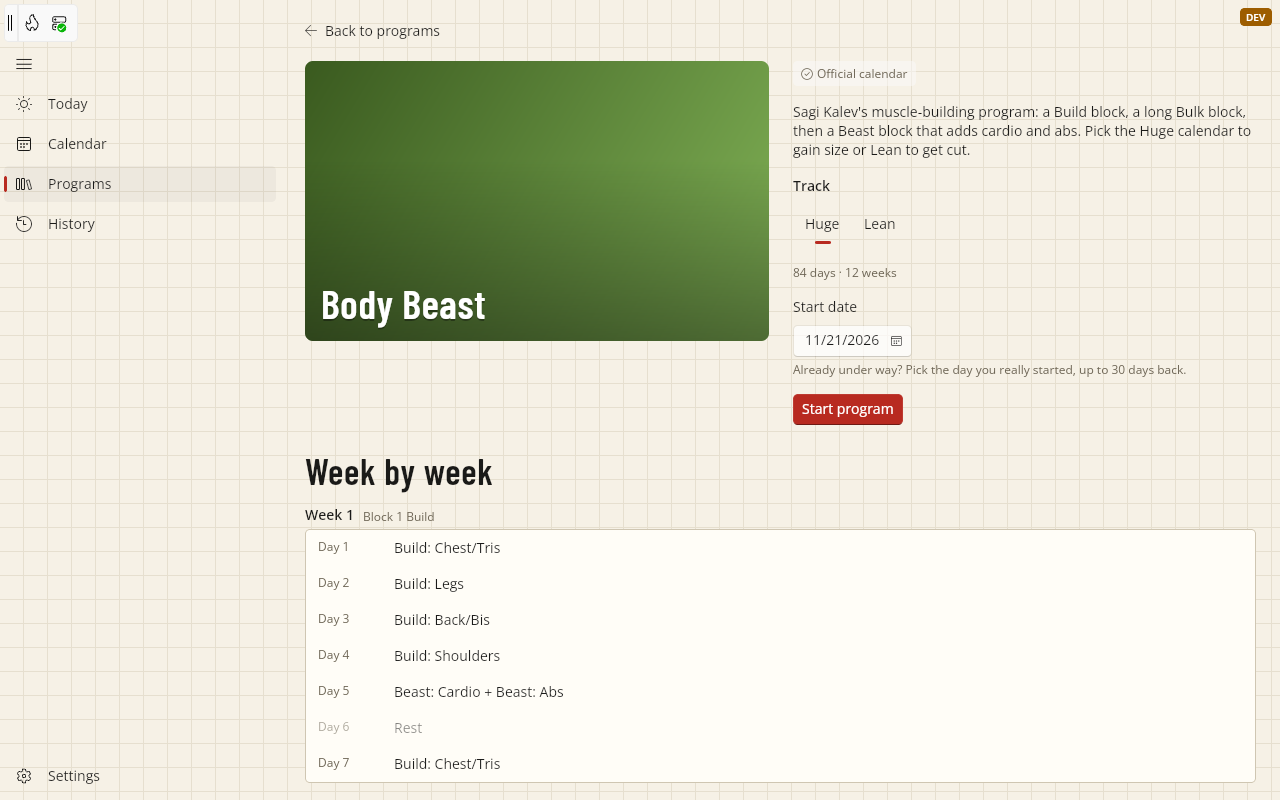 DEV
Back to programs
Today
Calendar
Programs
History
Settings
Body Beast
Official calendar
Sagi Kalev's muscle-building program: a Build block, a long Bulk block,
then a Beast block that adds cardio and abs. Pick the Huge calendar to
gain size or Lean to get cut.
Track
Huge Lean
84 days · 12 weeks
Start date
11/21/2026
Already under way? Pick the day you really started, up to 30 days back.
Start program
Week by week
Week 1 Block 1 Build
Day 1 Build: Chest/Tris
Day 2 Build: Legs
Day 3 Build: Back/Bis
Day 4 Build: Shoulders
Day 5 Beast: Cardio + Beast: Abs
Day 6 Rest
Day 7 Build: Chest/Tris